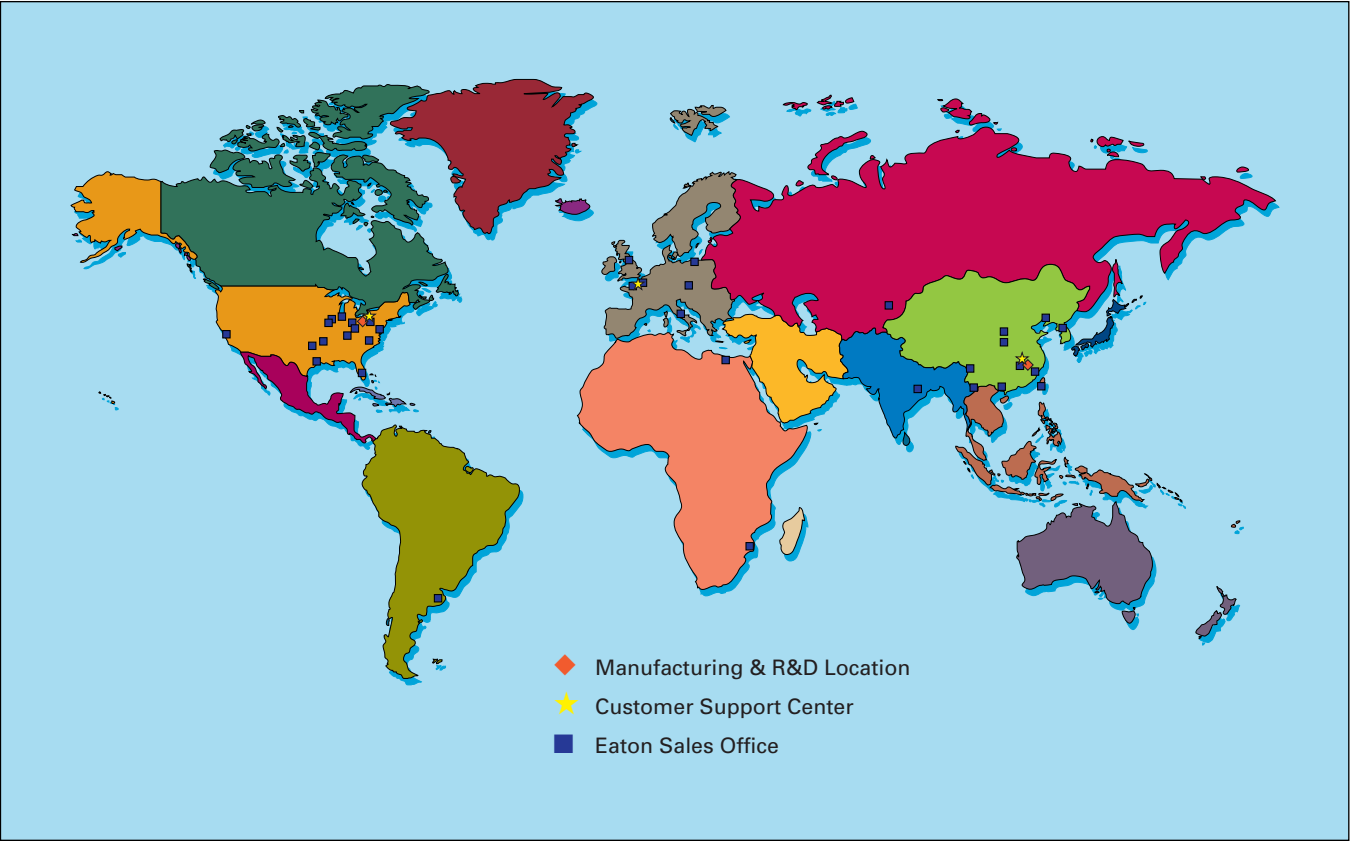 Manufacturing & R&D Location
Customer Support Center
Eaton Sales Office